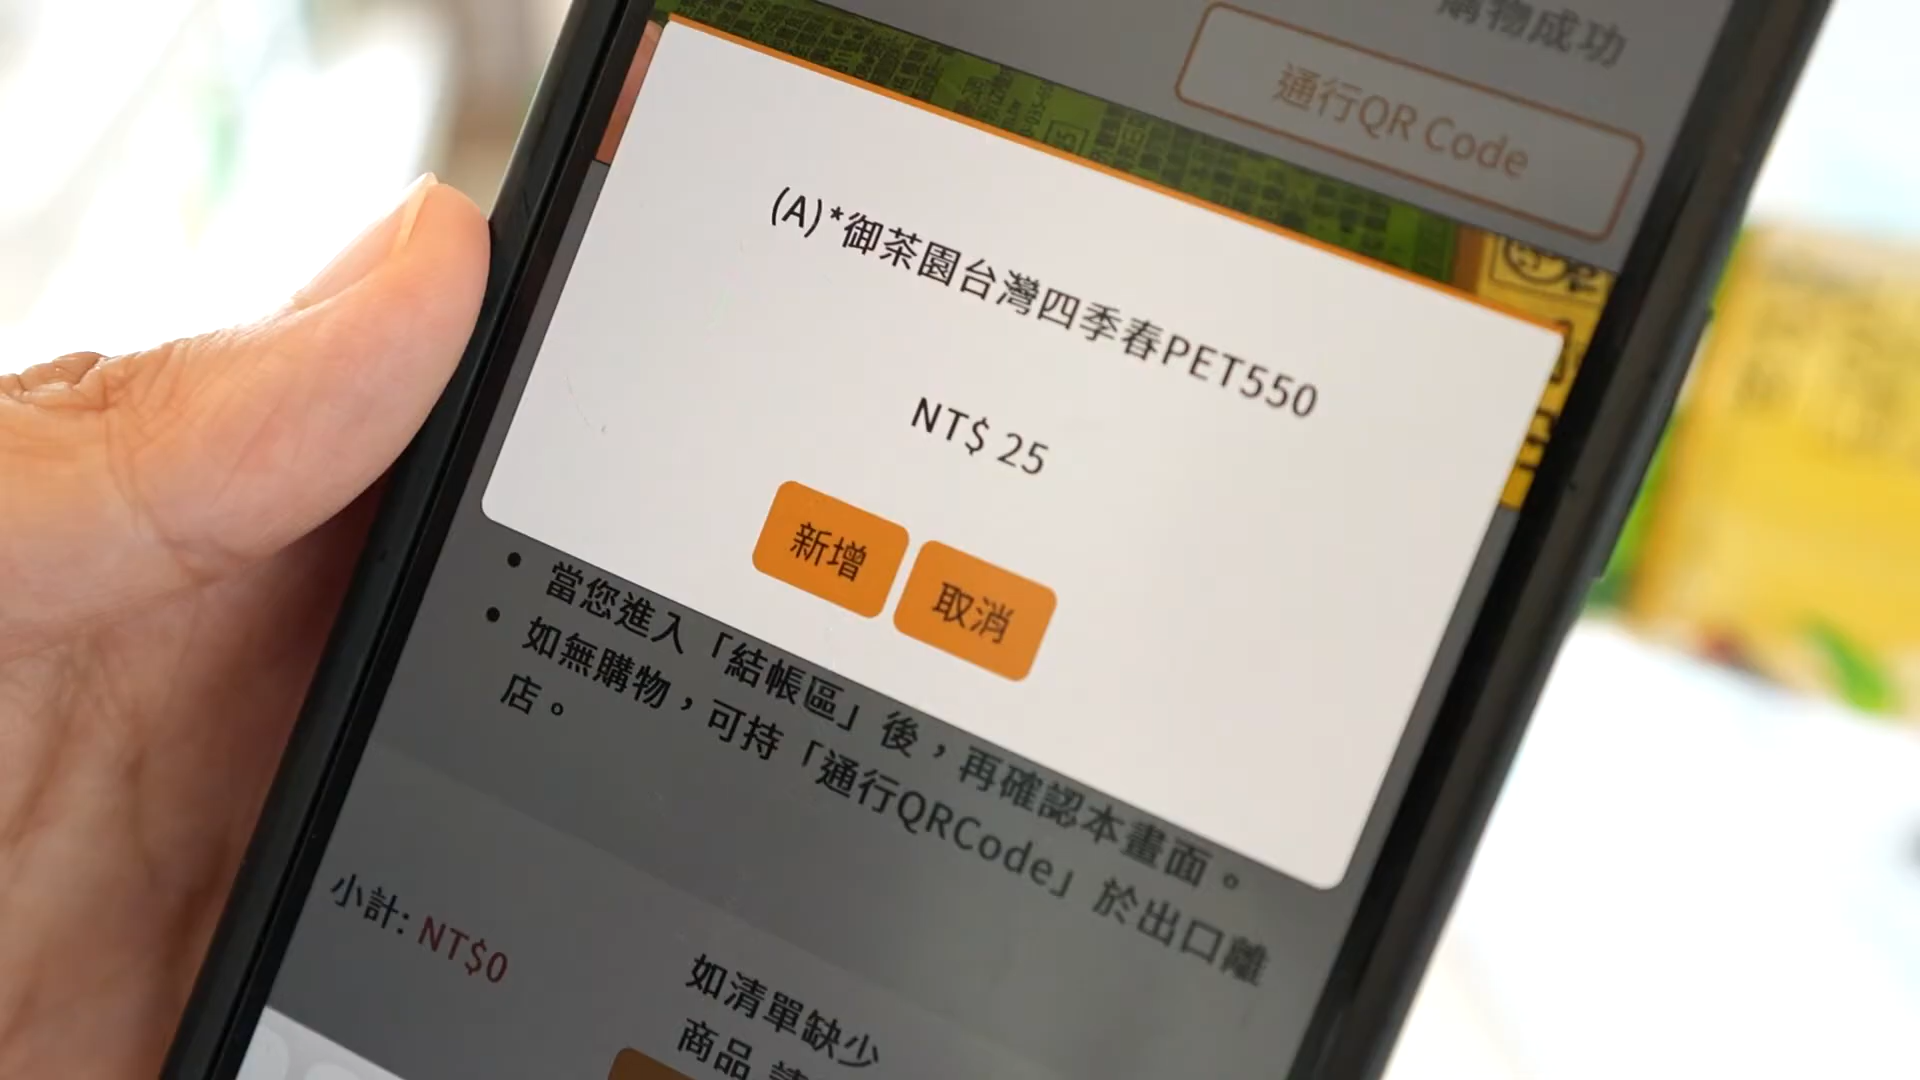 購物成功
通行QR Code
(A)*御茶園台灣四季春PET550
NT$ 25
新增
取消
• 當您進入「結帳區」後，再確認本畫面。
• 如無購物，可持「通行QRCode」於出口離
店。
小計: NT$0
如清單缺少
商品